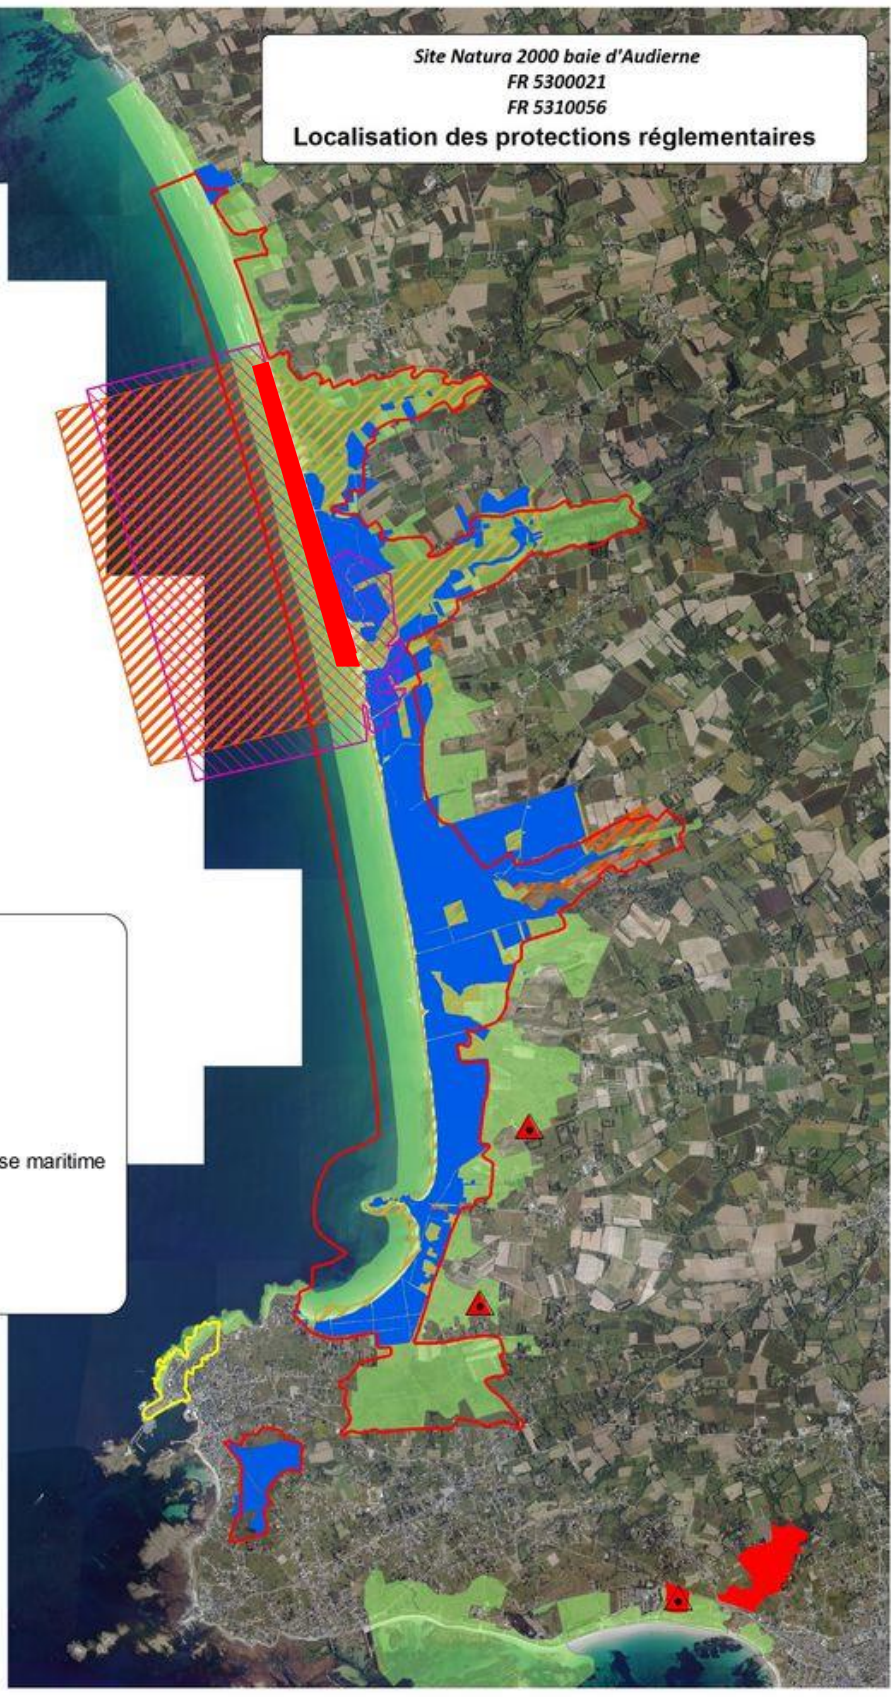 Site Natura 2000 baie d'Audierne
FR 5300021
FR 5310056
Localisation des protections réglementaires
se maritime